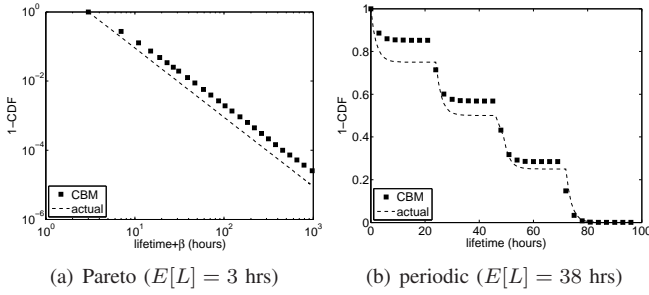 10^0
10^-2
10^-4
10^-6
10^0 10^1 10^2 10^3
1−CDF
lifetime+β (hours)
CBM
actual
(a) Pareto (E[L] = 3 hrs)
1
0.8
0.6
0.4
0.2
0
0 20 40 60 80 100
1−CDF
lifetime (hours)
CBM
actual
(b) periodic (E[L] = 38 hrs)